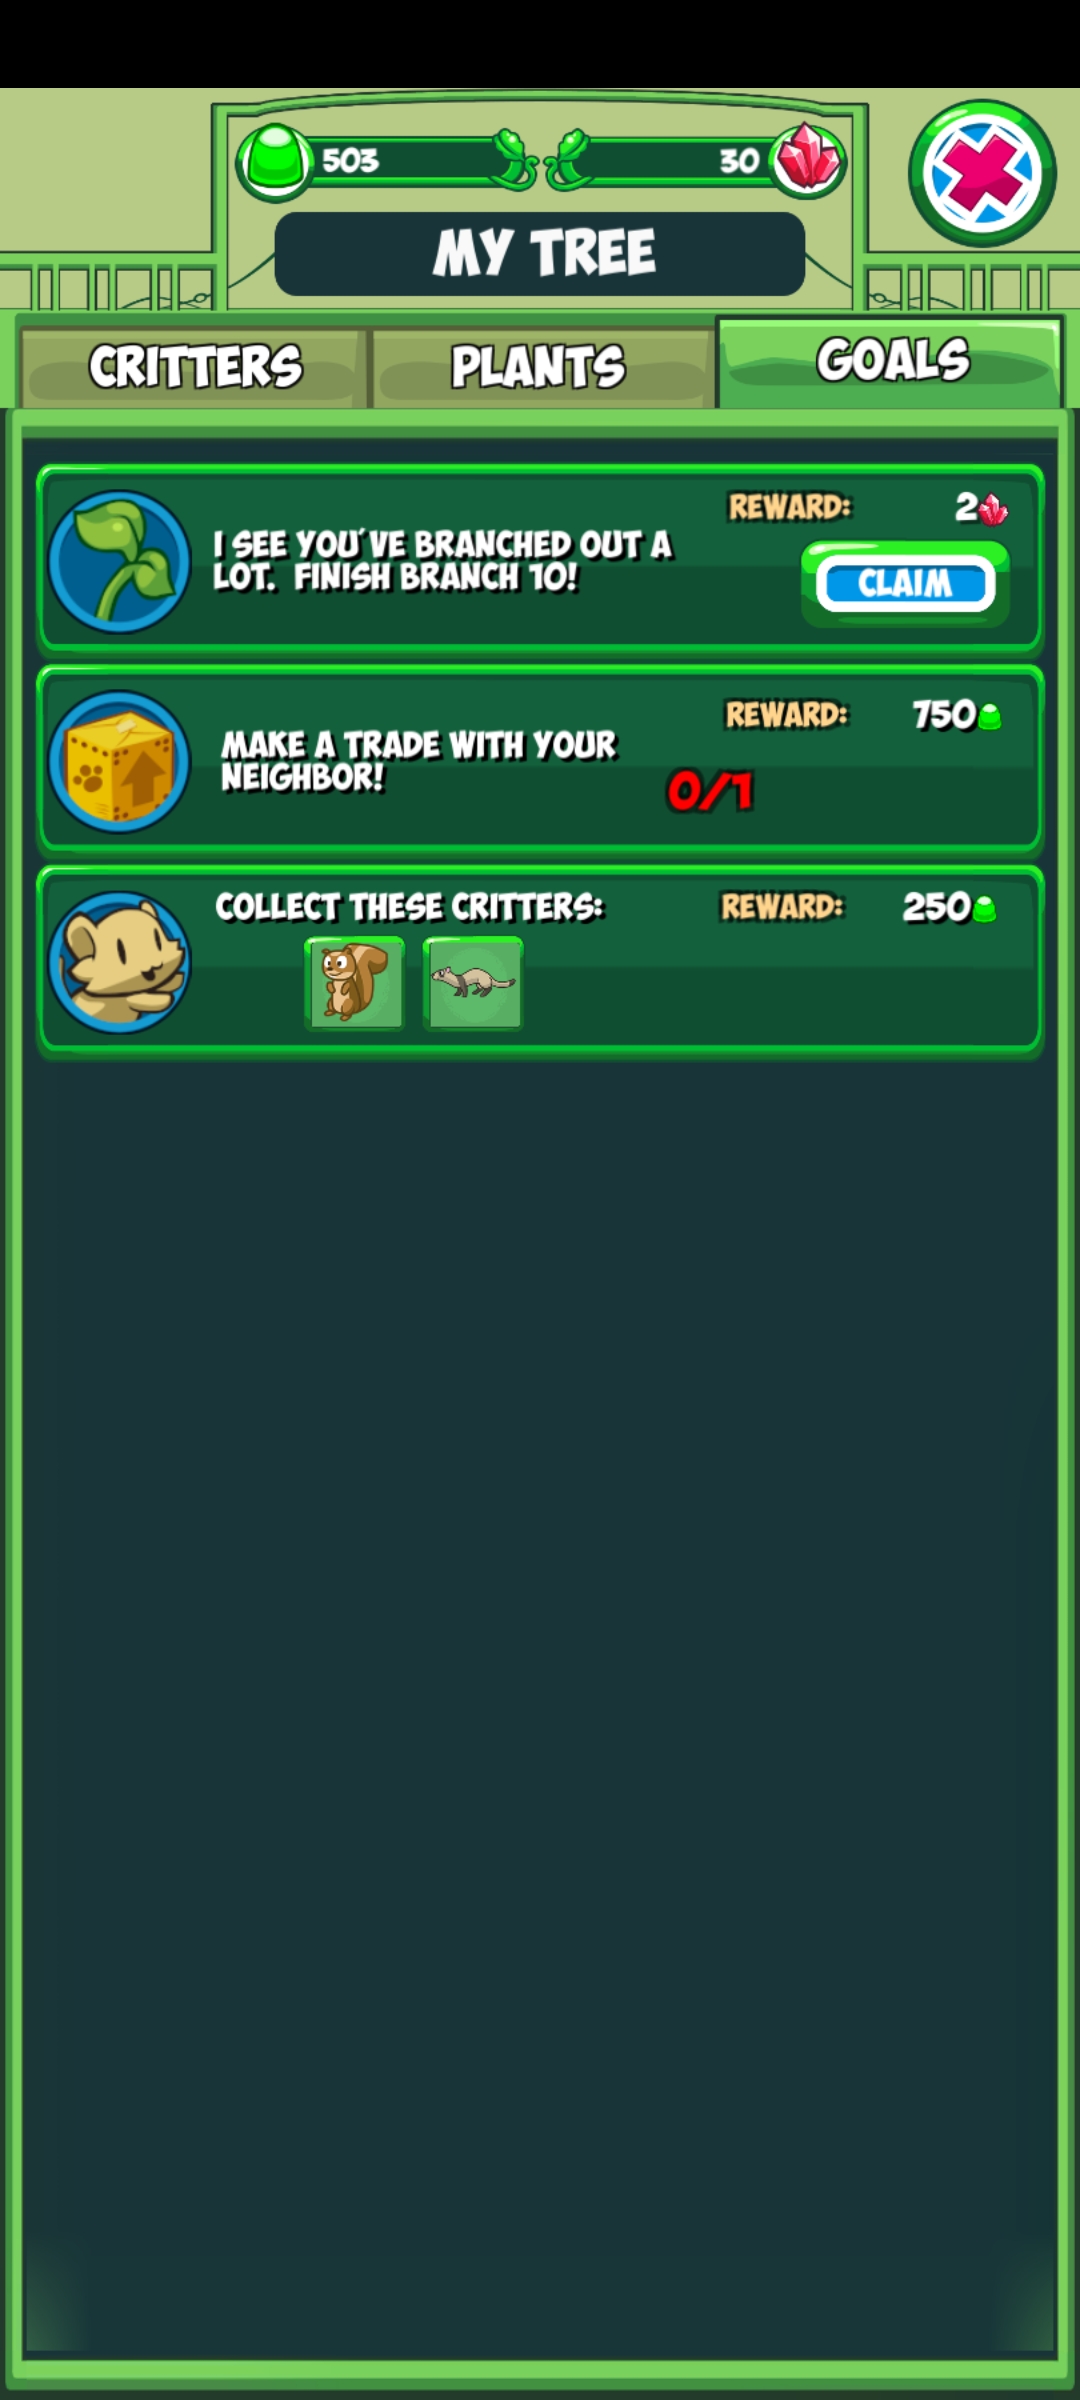 503
30
MY TREE
CRITTERS
PLANTS
GOALS
I SEE YOU'VE BRANCHED OUT A
LOT. FINISH BRANCH 10!
REWARD: 2
CLAIM
MAKE A TRADE WITH YOUR
NEIGHBOR!
0/1
REWARD: 750
COLLECT THESE CRITTERS:
REWARD: 250